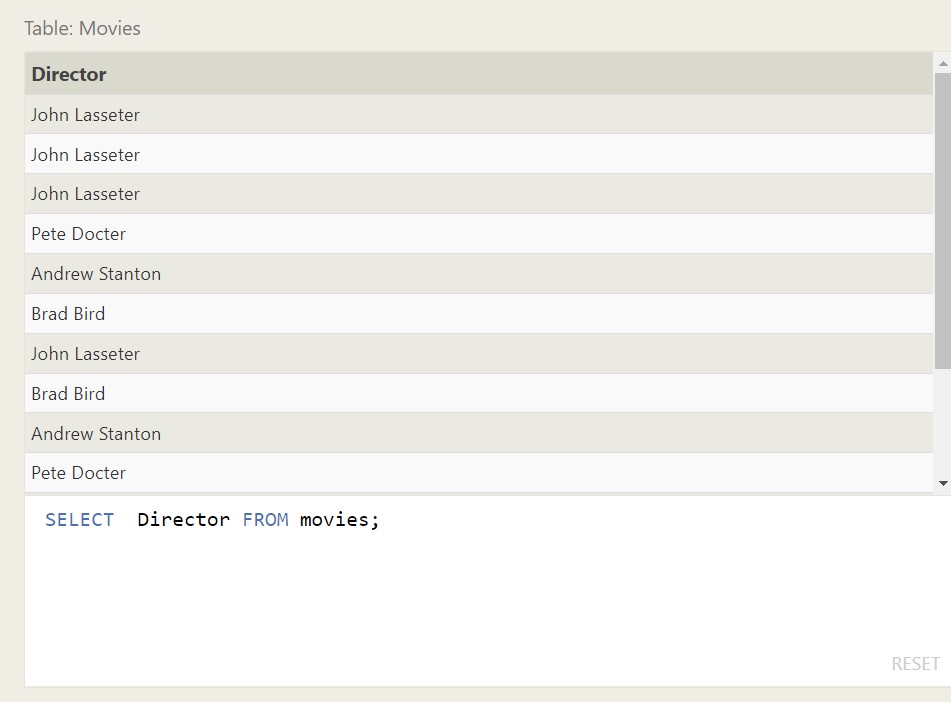 Table: Movies
Director
John Lasseter
John Lasseter
John Lasseter
Pete Docter
Andrew Stanton
Brad Bird
John Lasseter
Brad Bird
Andrew Stanton
Pete Docter
SELECT  Director FROM movies;
RESET